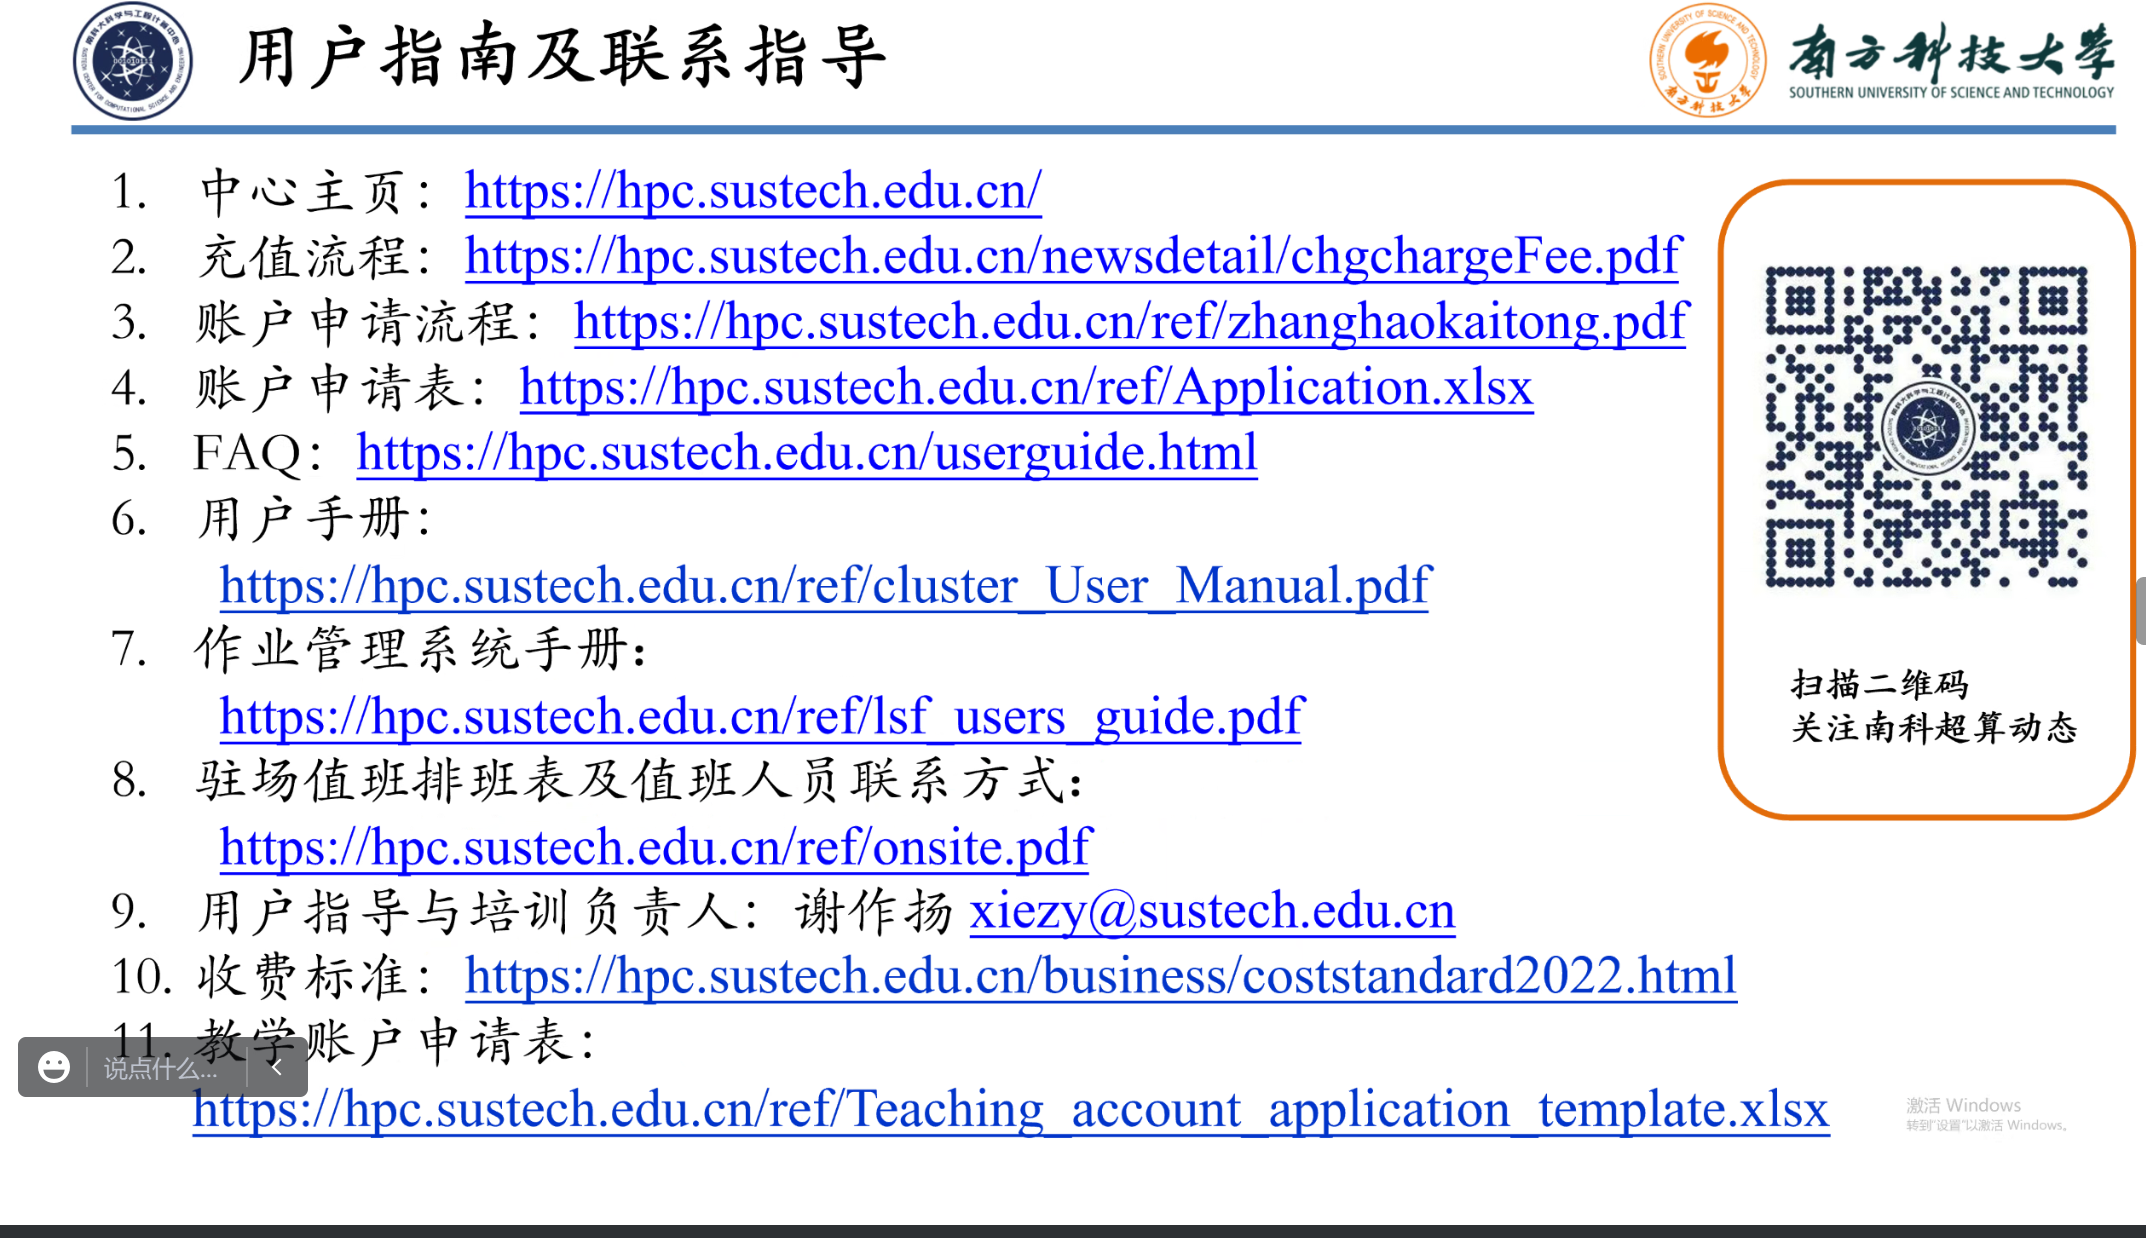 用户指南及联系指导
南方科技大学
SOUTHERN UNIVERSITY OF SCIENCE AND TECHNOLOGY
1. 中心主页：https://hpc.sustech.edu.cn/
2. 充值流程：https://hpc.sustech.edu.cn/newsdetail/chgchargeFee.pdf
3. 账户申请流程：https://hpc.sustech.edu.cn/ref/zhanghaokaitong.pdf
4. 账户申请表：https://hpc.sustech.edu.cn/ref/Application.xlsx
5. FAQ：https://hpc.sustech.edu.cn/userguide.html
6. 用户手册：
https://hpc.sustech.edu.cn/ref/cluster_User_Manual.pdf
7. 作业管理系统手册：
https://hpc.sustech.edu.cn/ref/lsf_users_guide.pdf
8. 驻场值班排班表及值班人员联系方式：
https://hpc.sustech.edu.cn/ref/onsite.pdf
9. 用户指导与培训负责人：谢作扬 xiezy@sustech.edu.cn
10. 收费标准：https://hpc.sustech.edu.cn/business/coststandard2022.html
11. 教学账户申请表：
https://hpc.sustech.edu.cn/ref/Teaching_account_application_template.xlsx
扫描二维码
关注南科超算动态
说点什么...
激活 Windows
转到"设置"以激活 Windows。